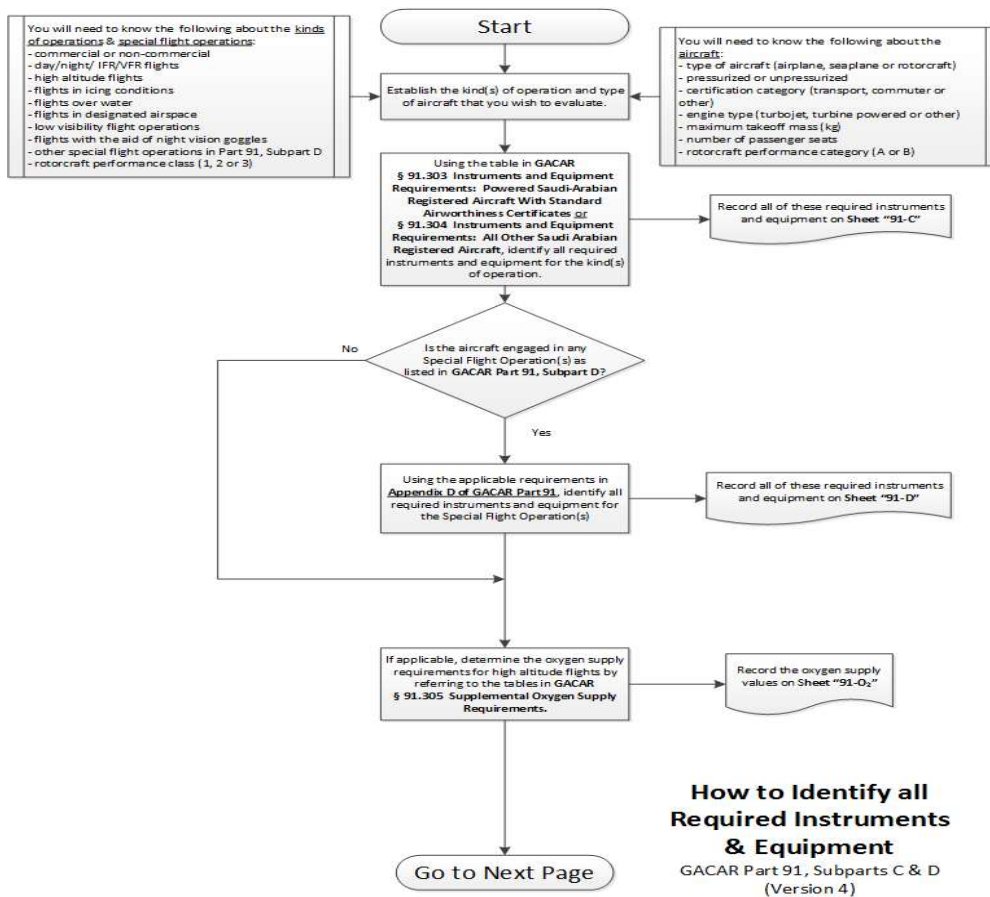 Start
You will need to know the following about the kinds
of operations & special flight operations:
- commercial or non-commercial
- day/night/ IFR/VFR flights
- high altitude flights
- flights in icing conditions
- flights over water
- flights in designated airspace
- low visibility flight operations
- flights with the aid of night vision goggles
- other special flight operations in Part 91, Subpart D
- rotorcraft performance class (1, 2 or 3)
Establish the kind(s) of operation and type
of aircraft that you wish to evaluate.
You will need to know the following about the
aircraft:
- type of aircraft (airplane, seaplane or rotorcraft)
- pressurized or unpressurized
- certification category (transport, commuter or
other)
- engine type (turbojet, turbine powered or other)
- maximum takeoff mass (kg)
- number of passenger seats
- rotorcraft performance category (A or B)
Using the table in GACAR
§ 91.303 Instruments and Equipment
Requirements: Powered Saudi-Arabian
Registered Aircraft With Standard
Airworthiness Certificates or
§ 91.304 Instruments and Equipment
Requirements: All Other Saudi Arabian
Registered Aircraft, identify all required
instruments and equipment for the kind(s)
of operation.
Record all of these required instruments
and equipment on Sheet "91-C"
Is the aircraft engaged in any
Special Flight Operation(s) as
listed in GACAR Part 91, Subpart D?
No
Yes
Using the applicable requirements in
Appendix D of GACAR Part 91, identify all
required instruments and equipment for
the Special Flight Operation(s)
Record all of these required instruments
and equipment on Sheet "91-D"
If applicable, determine the oxygen supply
requirements for high altitude flights by
referring to the tables in GACAR
§ 91.305 Supplemental Oxygen Supply
Requirements.
Record the oxygen supply
values on Sheet "91-O₂"
Go to Next Page
How to Identify all
Required Instruments
& Equipment
GACAR Part 91, Subparts C & D
(Version 4)